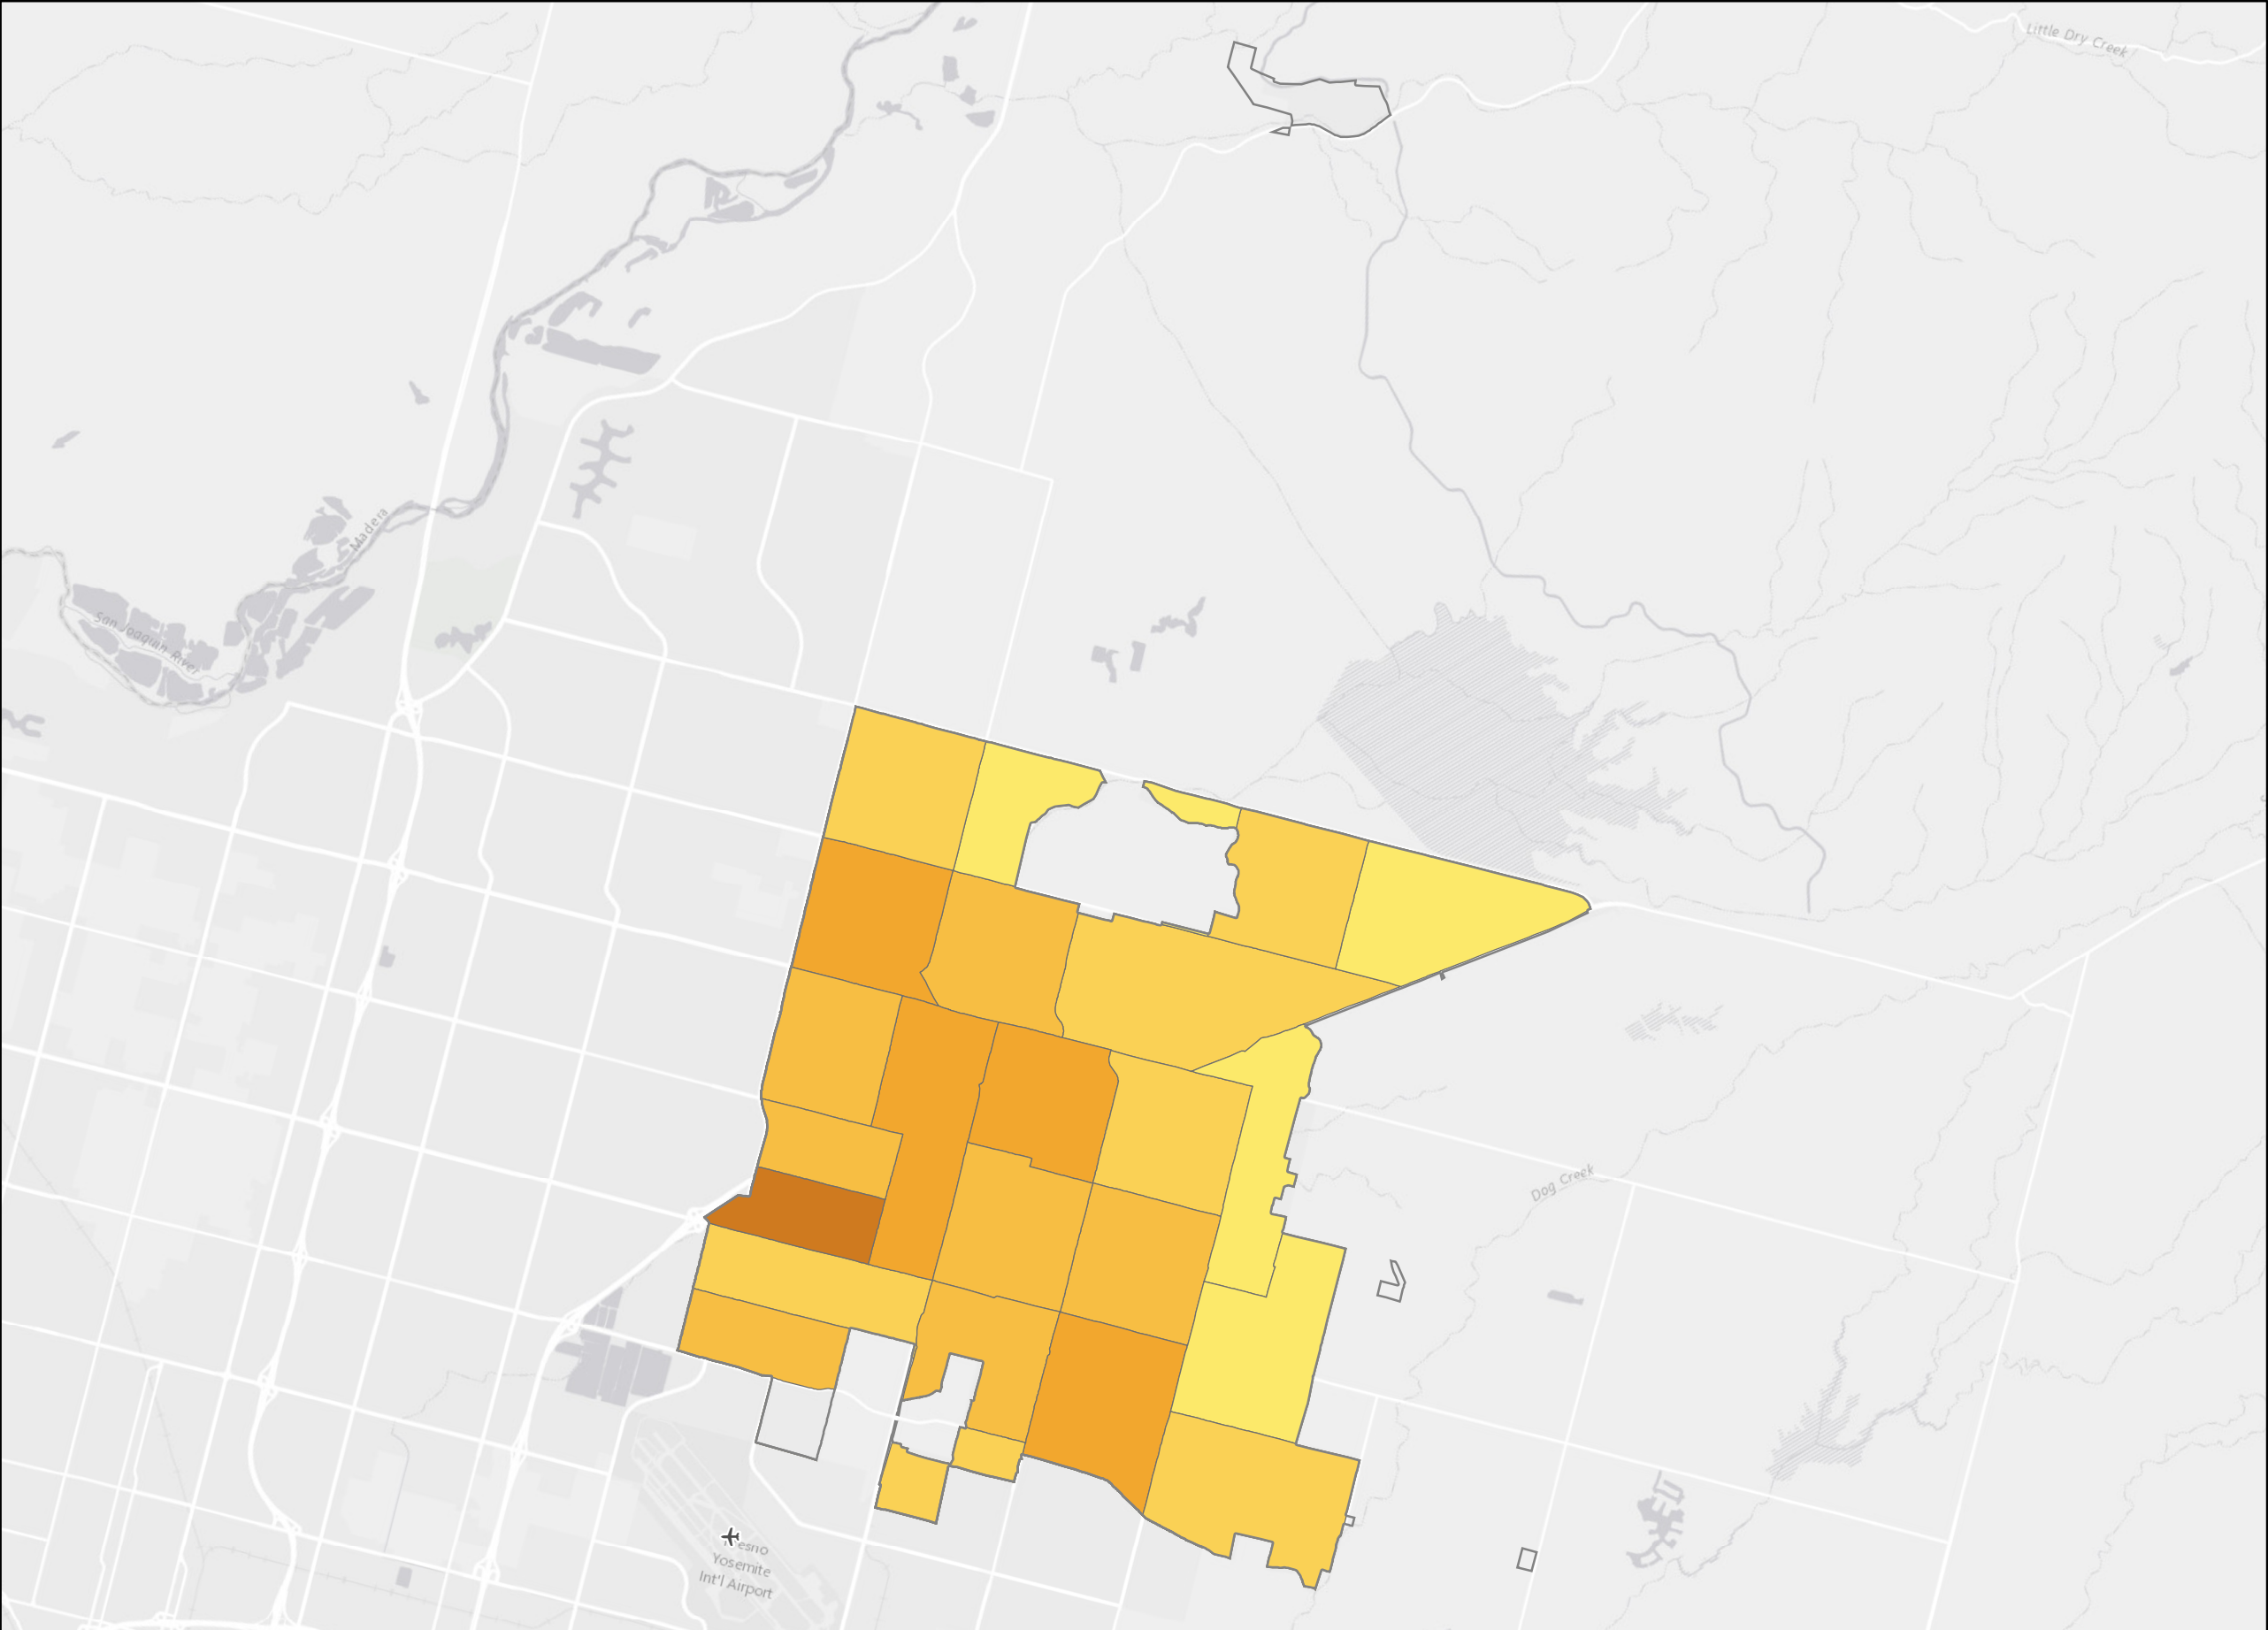 Little Dry Creek
Madera
San Joaquin River
Dog Creek
Yosemite
Int'l Airport